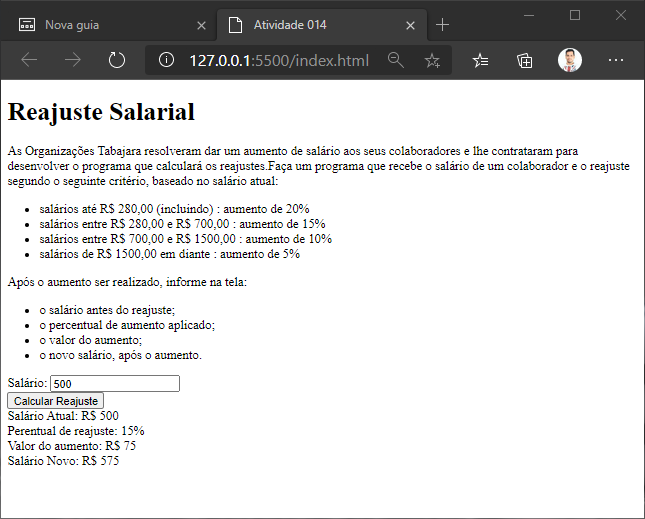 Nova guia
Atividade 014
127.0.0.1:5500/index.html
Reajuste Salarial
As Organizações Tabajara resolveram dar um aumento de salário aos seus colaboradores e lhe contrataram para
desenvolver o programa que calculará os reajustes.Faça um programa que recebe o salário de um colaborador e o reajuste
segundo o seguinte critério, baseado no salário atual:
salários até R$ 280,00 (incluindo) : aumento de 20%
salários entre R$ 280,00 e R$ 700,00 : aumento de 15%
salários entre R$ 700,00 e R$ 1500,00 : aumento de 10%
salários de R$ 1500,00 em diante : aumento de 5%
Após o aumento ser realizado, informe na tela:
o salário antes do reajuste;
o percentual de aumento aplicado;
o valor do aumento;
o novo salário, após o aumento.
Salário: 500
Calcular Reajuste
Salário Atual: R$ 500
Perentual de reajuste: 15%
Valor do aumento: R$ 75
Salário Novo: R$ 575